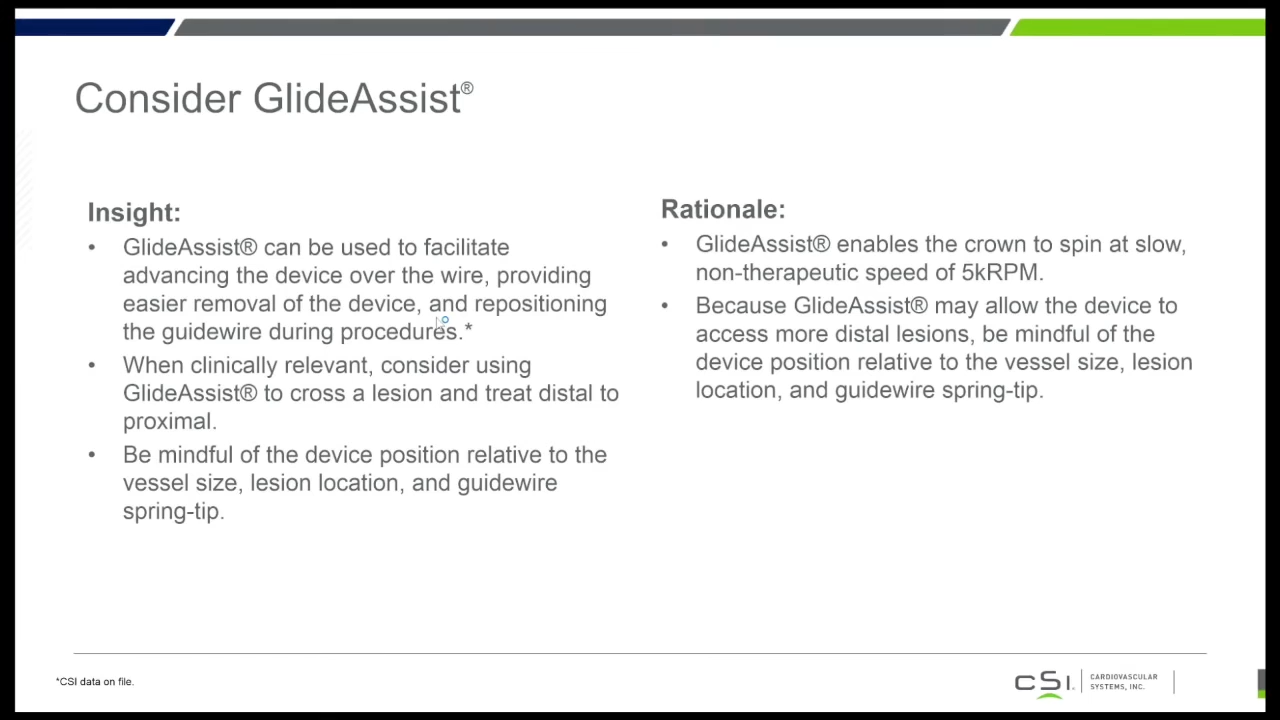 Consider GlideAssist®
Insight:
• GlideAssist® can be used to facilitate
advancing the device over the wire, providing
easier removal of the device, and repositioning
the guidewire during procedures.*
• When clinically relevant, consider using
GlideAssist® to cross a lesion and treat distal to
proximal.
• Be mindful of the device position relative to the
vessel size, lesion location, and guidewire
spring-tip.
Rationale:
• GlideAssist® enables the crown to spin at slow,
non-therapeutic speed of 5kRPM.
• Because GlideAssist® may allow the device to
access more distal lesions, be mindful of the
device position relative to the vessel size, lesion
location, and guidewire spring-tip.
*CSI data on file.
CSI
CARDIOVASCULAR
SYSTEMS, INC.